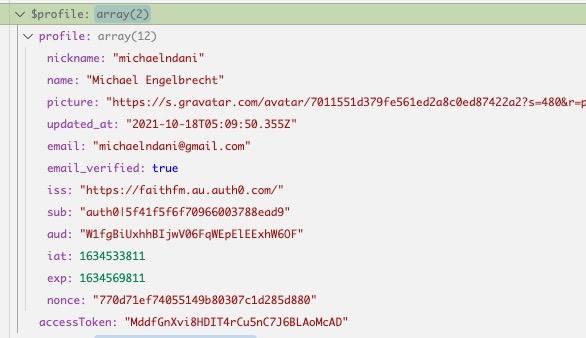 $profile: array(2)
profile: array(12)
nickname: "michaelndani"
name: "Michael Engelbrecht"
picture: "https://s.gravatar.com/avatar/7011551d379fe561ed2a8c0ed87422a2?s=480&r=p
updated_at: "2021-10-18T05:09:50.355Z"
email: "michaelndani@gmail.com"
email_verified: true
iss: "https://faithfm.au.auth0.com/"
sub: "auth0|5f41f5f6f70966003788ead9"
aud: "W1fgBiUxhhBIjwV06FqWEpElEExhW6OF"
iat: 1634533811
exp: 1634569811
nonce: "770d71ef74055149b80307c1d285d880"
accessToken: "MddfGnXvi8HDIT4rCu5nC7J6BLAoMcAD"